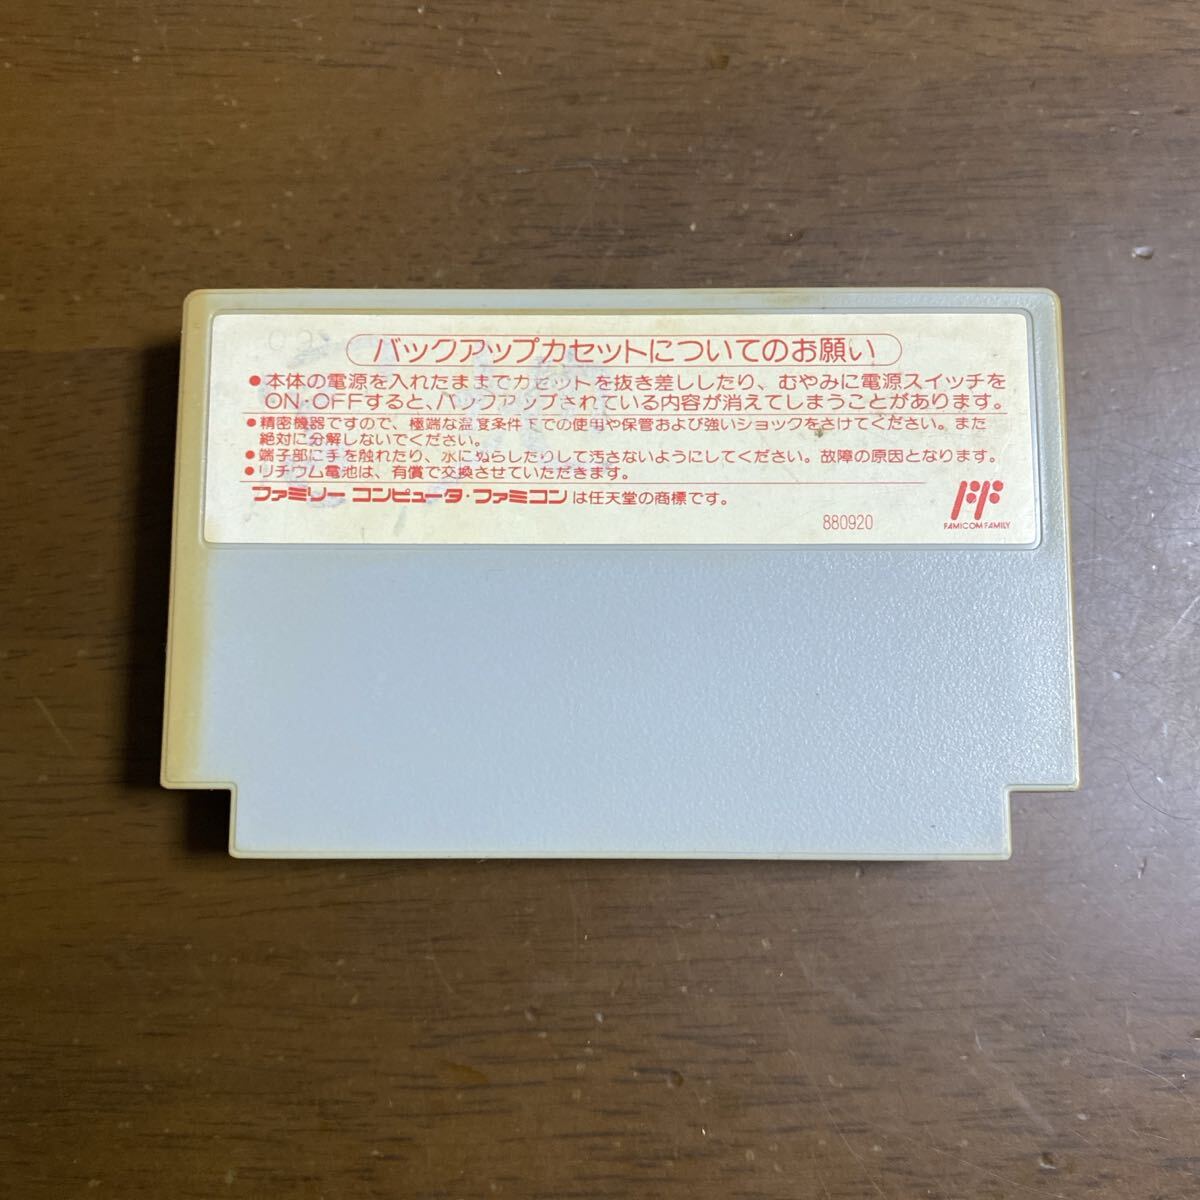 バックアップカセットについてのお願い
●本体の電源を入れたままでカセットを抜き差ししたり、むやみに電源スイッチを
ON・OFFすると、バックアップされている内容が消えてしまうことがあります。
●精密機器ですので、極端な温度条件下での使用や保管および強いショックをさけてください。また
絶対に分解しないでください。
●端子部に手を触れたり、水にぬらしたりして汚さないようにしてください。故障の原因となります。
●リチウム電池は、有償で交換させていただきます。
ファミリーコンピュータ・ファミコンは任天堂の商標です。
880920
FAMICOM FAMILY